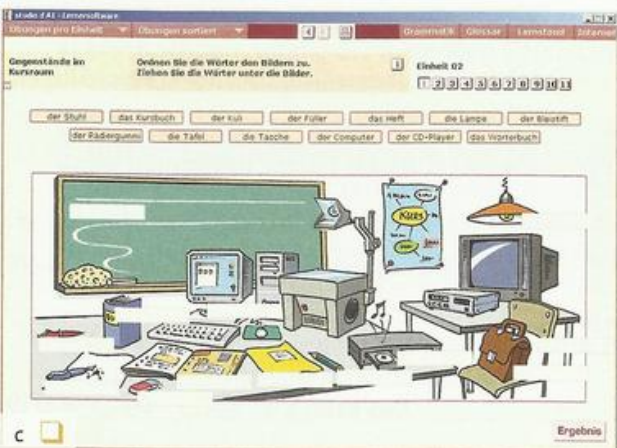 studio d A1 - Lernersoftware
Übungen pro Einheit Übungen sortiert Grammatik Glossar Lernstand Internet
Gegenstände im Kursraum
Ordnen Sie die Wörter den Bildern zu.
Ziehen Sie die Wörter unter die Bilder.
Einheit 02
1 2 3 4 5 6 7 8 9 10 11
der Stuhl das Kursbuch der Kuli der Füller das Heft die Lampe der Bleistift
der Radiergummi die Tafel die Tasche der Computer der CD-Player das Wörterbuch
Kurs
C
Ergebnis